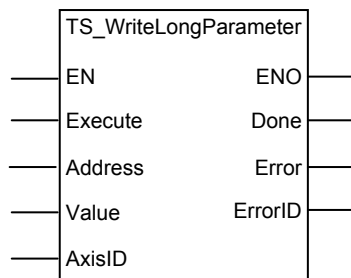 TS_WriteLongParameter
EN ENO
Execute Done
Address Error
Value ErrorID
AxisID